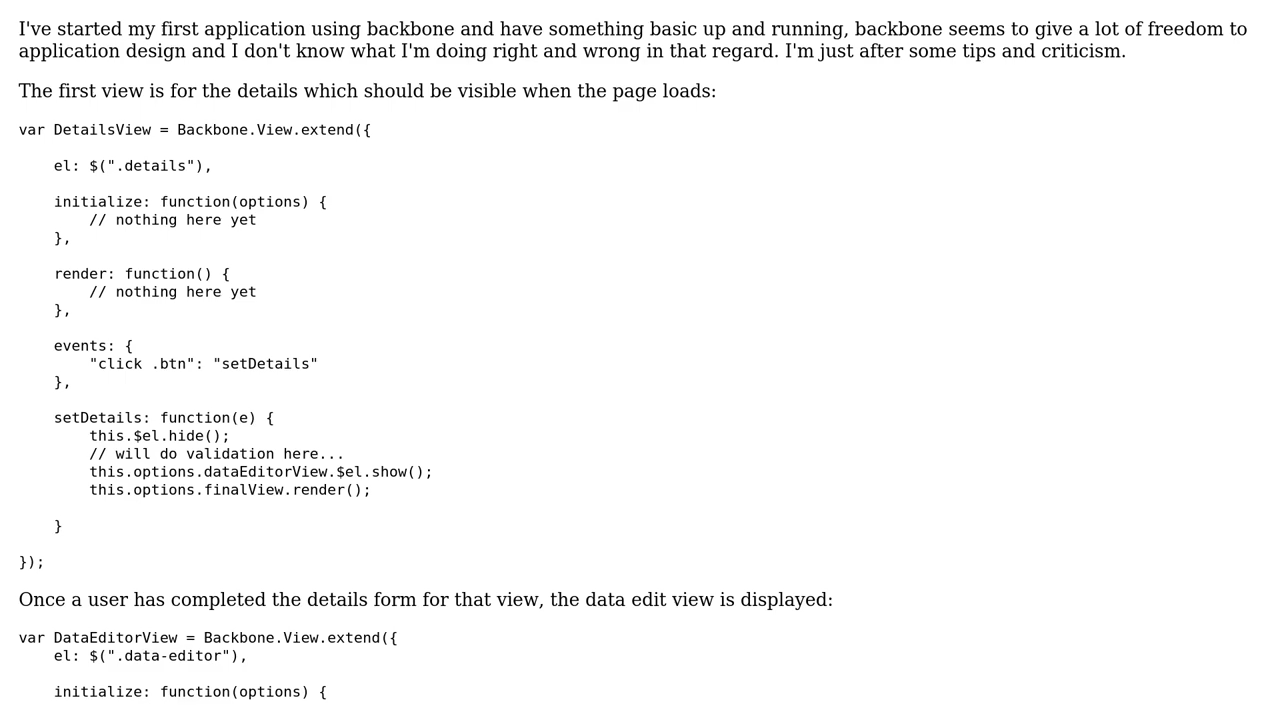 I've started my first application using backbone and have something basic up and running, backbone seems to give a lot of freedom to
application design and I don't know what I'm doing right and wrong in that regard. I'm just after some tips and criticism.
The first view is for the details which should be visible when the page loads:
var DetailsView = Backbone.View.extend({
    el: $(".details"),
    initialize: function(options) {
        // nothing here yet
    },
    render: function() {
        // nothing here yet
    },
    events: {
        "click .btn": "setDetails"
    },
    setDetails: function(e) {
        this.$el.hide();
        // will do validation here...
        this.options.dataEditorView.$el.show();
        this.options.finalView.render();
    }
});
Once a user has completed the details form for that view, the data edit view is displayed:
var DataEditorView = Backbone.View.extend({
    el: $(".data-editor"),
    initialize: function(options) {